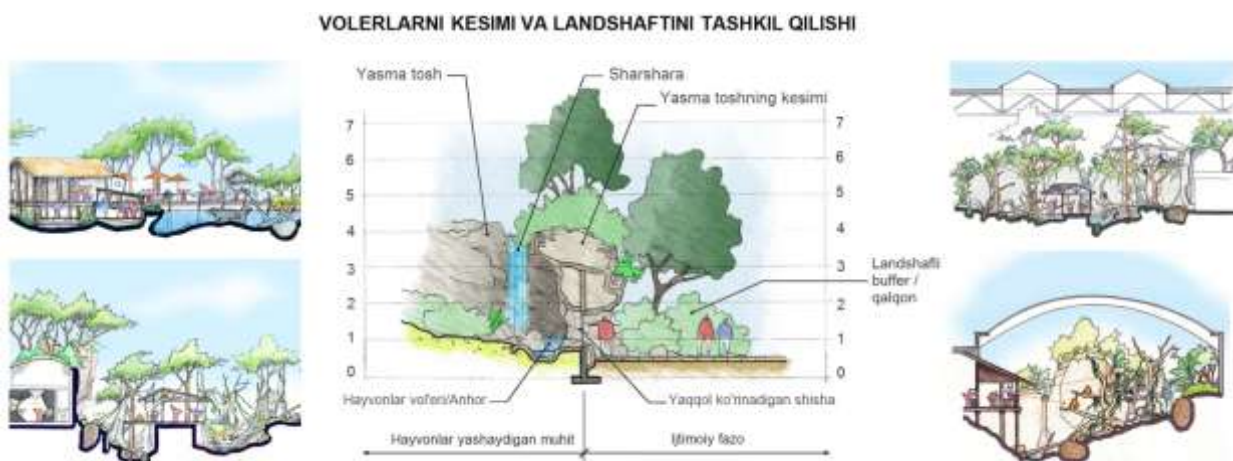 VOLERLARNI KESIMI VA LANDSHAFTINI TASHKIL QILISHI
Yasma tosh
Sharshara
Yasma toshning kesimi
7
6
5
4
3
2
1
0
7
6
5
4
3
2
1
0
Landshafli
buffer /
qalqon
Hayvonlar vol'eri/Anhor
Yaqqol ko'rinadigan shisha
Hayvonlar yashaydigan muhit
Ijtimoiy fazo